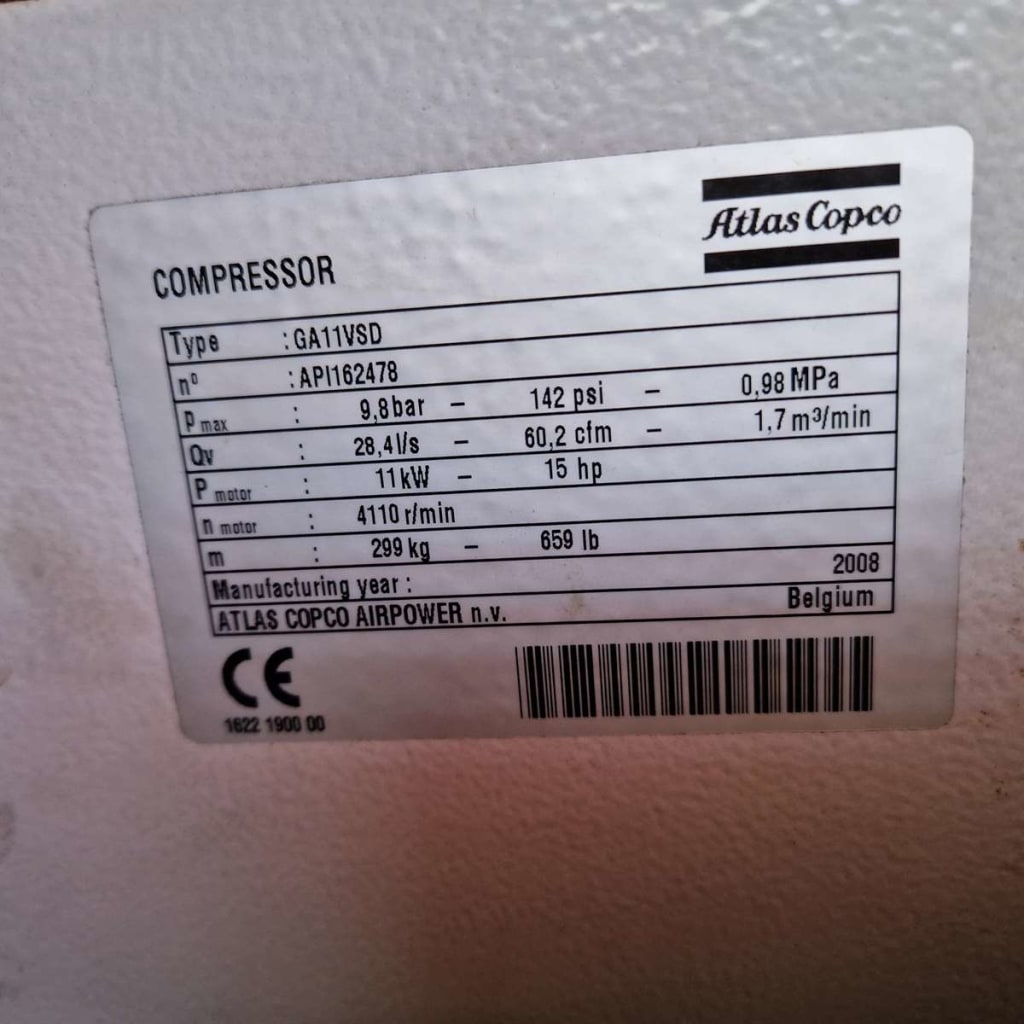 Atlas Copco
COMPRESSOR
Type : GA11VSD
n° : API162478
P max : 9,8 bar – 142 psi – 0,98 MPa
Qv : 28,4 l/s – 60,2 cfm – 1,7 m³/min
P motor : 11 kW – 15 hp
n motor : 4110 r/min
m : 299 kg – 659 lb
Manufacturing year : 2008
ATLAS COPCO AIRPOWER n.v. Belgium
CE
1622 1900 00